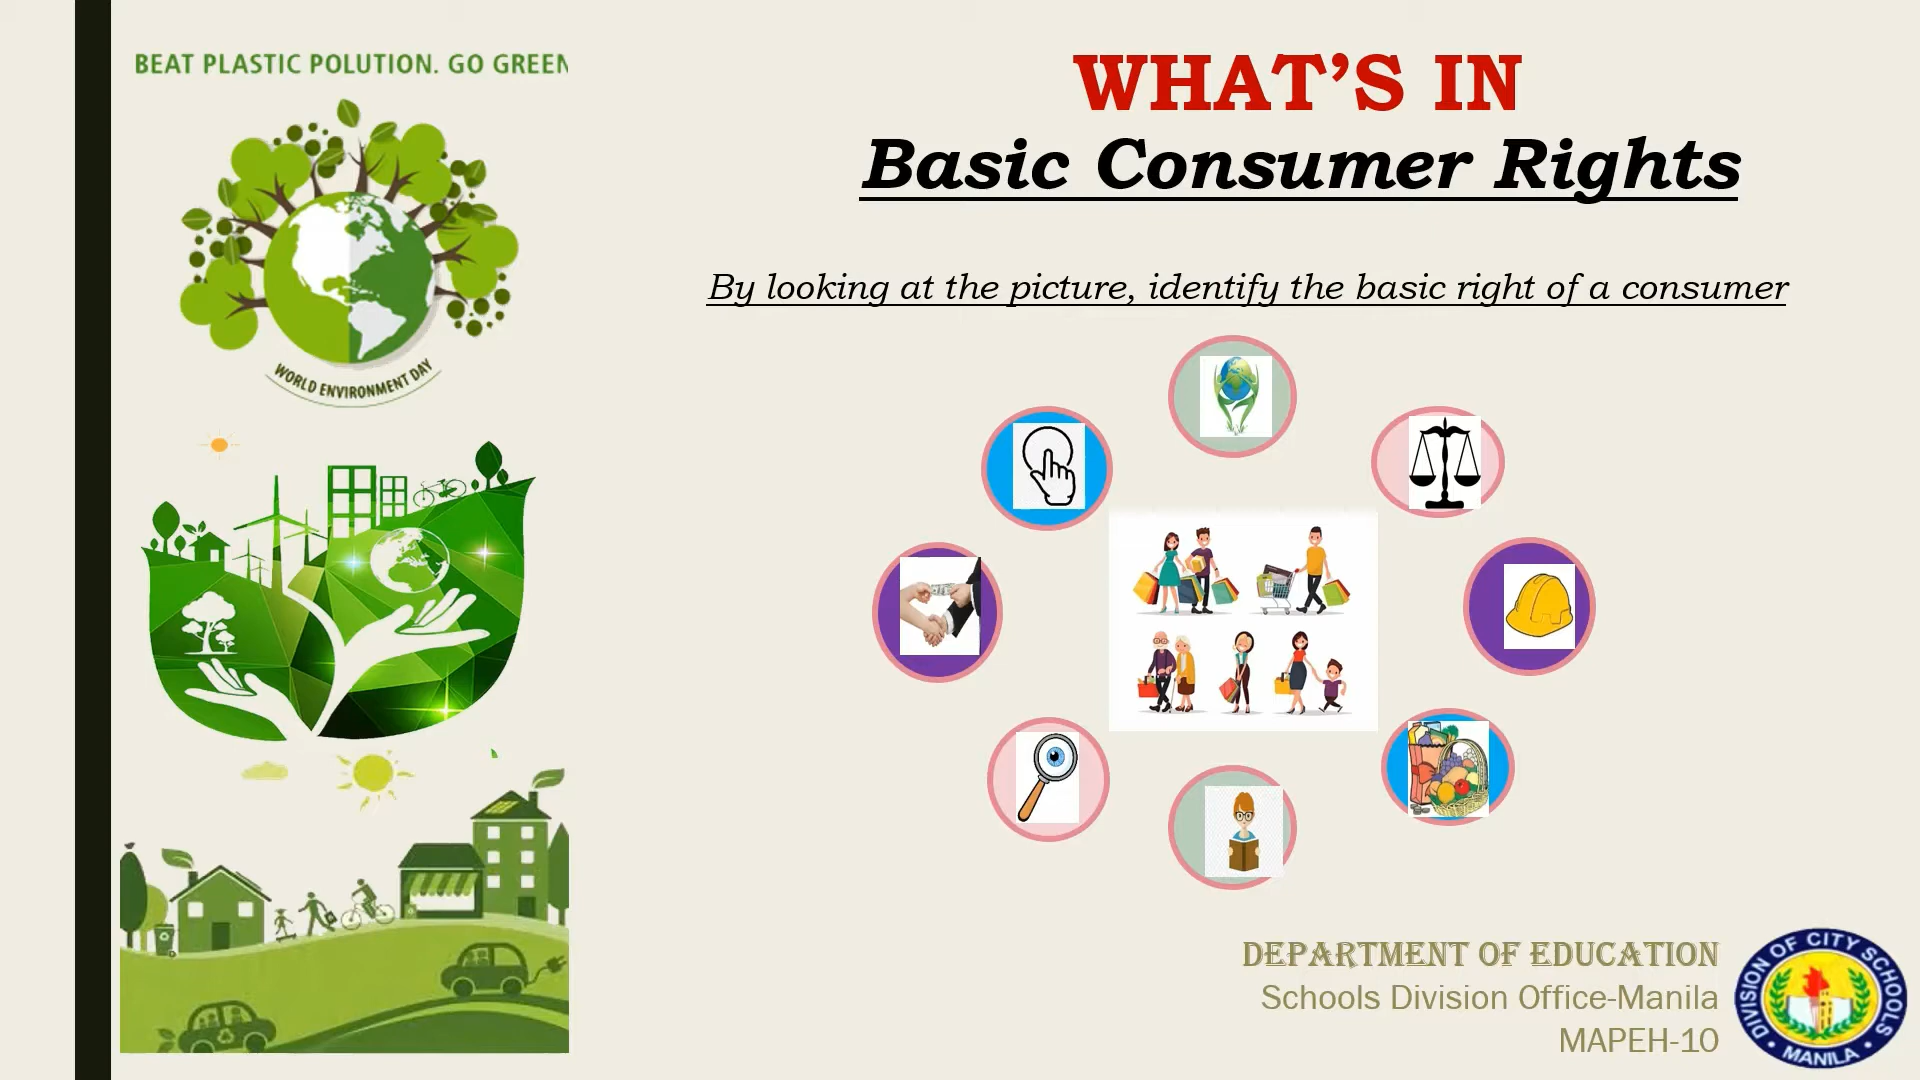 BEAT PLASTIC POLUTION. GO GREEN
WORLD ENVIRONMENT DAY
WHAT’S IN
Basic Consumer Rights
By looking at the picture, identify the basic right of a consumer
DEPARTMENT OF EDUCATION
Schools Division Office-Manila
MAPEH-10
DIVISION OF CITY SCHOOLS
• MANILA •